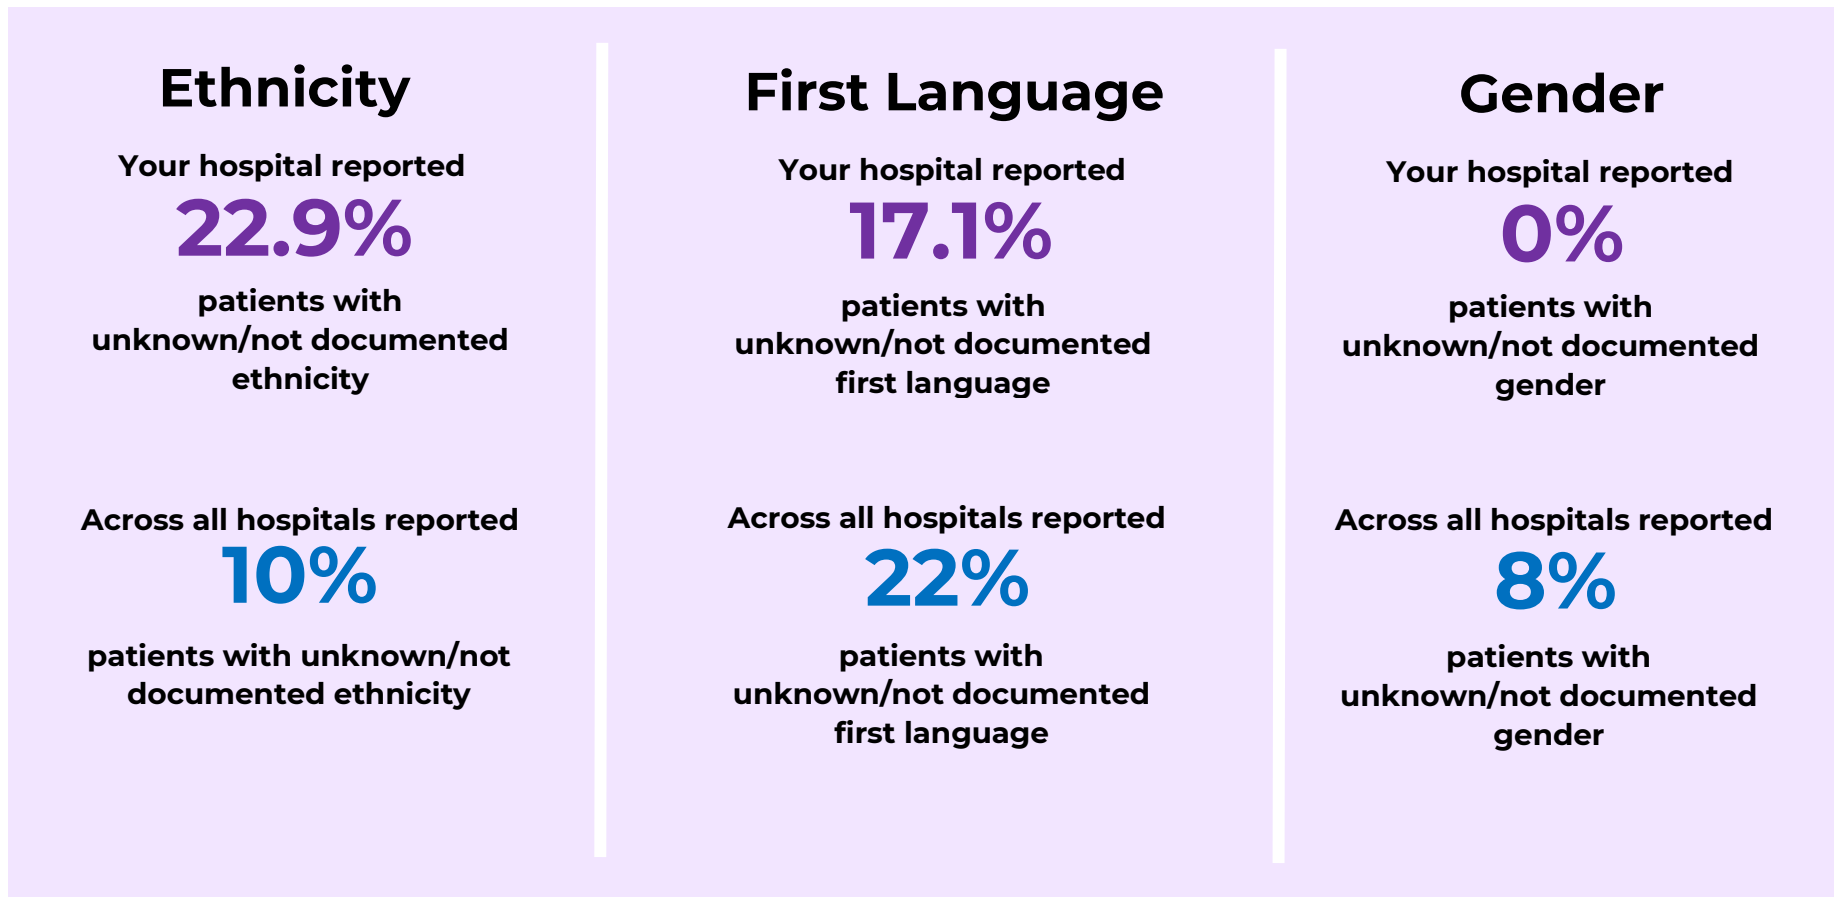 Ethnicity
Your hospital reported
22.9%
patients with
unknown/not documented
ethnicity
Across all hospitals reported
10%
patients with unknown/not
documented ethnicity
First Language
Your hospital reported
17.1%
patients with
unknown/not documented
first language
Across all hospitals reported
22%
patients with
unknown/not documented
first language
Gender
Your hospital reported
0%
patients with
unknown/not documented
gender
Across all hospitals reported
8%
patients with
unknown/not documented
gender